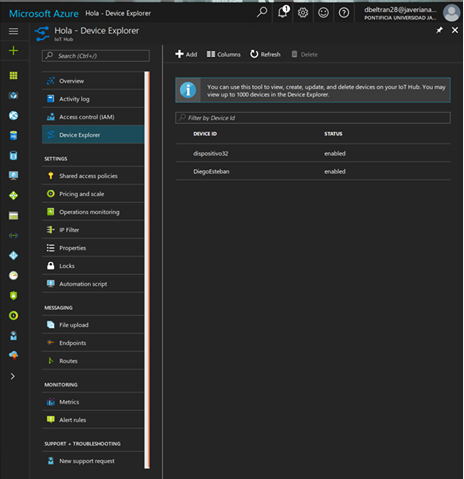 Microsoft Azure Hola - Device Explorer
1
dbeltran28@javeriana...
PONTIFICIA UNIVERSIDAD JA...
Hola - Device Explorer
IoT Hub
Search (Ctrl+/)
Overview
Activity log
Access control (IAM)
Device Explorer
SETTINGS
Shared access policies
Pricing and scale
Operations monitoring
IP Filter
Properties
Locks
Automation script
MESSAGING
File upload
Endpoints
Routes
MONITORING
Metrics
Alert rules
SUPPORT + TROUBLESHOOTING
New support request
Add Columns Refresh Delete
You can use this tool to view, create, update, and delete devices on your IoT Hub. You may
view up to 1000 devices in the Device Explorer.
Filter by Device Id
DEVICE ID STATUS
dispositivo32 enabled
DiegoEsteban enabled